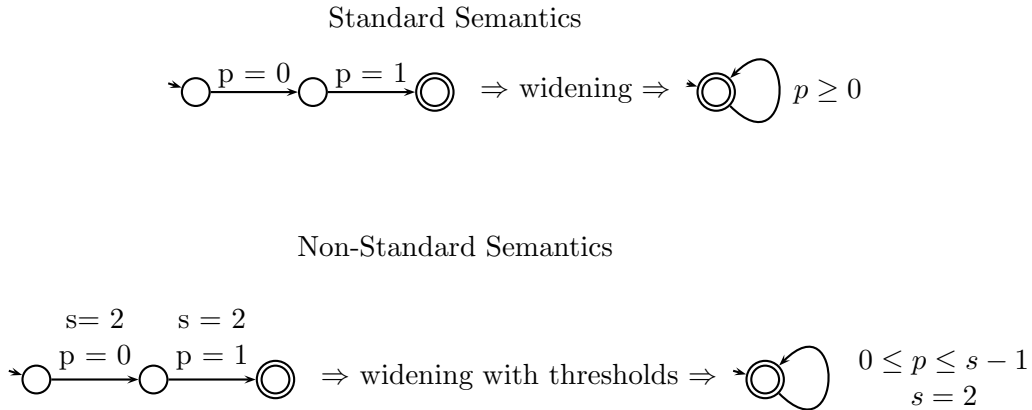 Standard Semantics
p = 0 p = 1 ⇒ widening ⇒ p ≥ 0
Non-Standard Semantics
s= 2 s = 2
p = 0 p = 1 ⇒ widening with thresholds ⇒ 0 ≤ p ≤ s − 1
s = 2